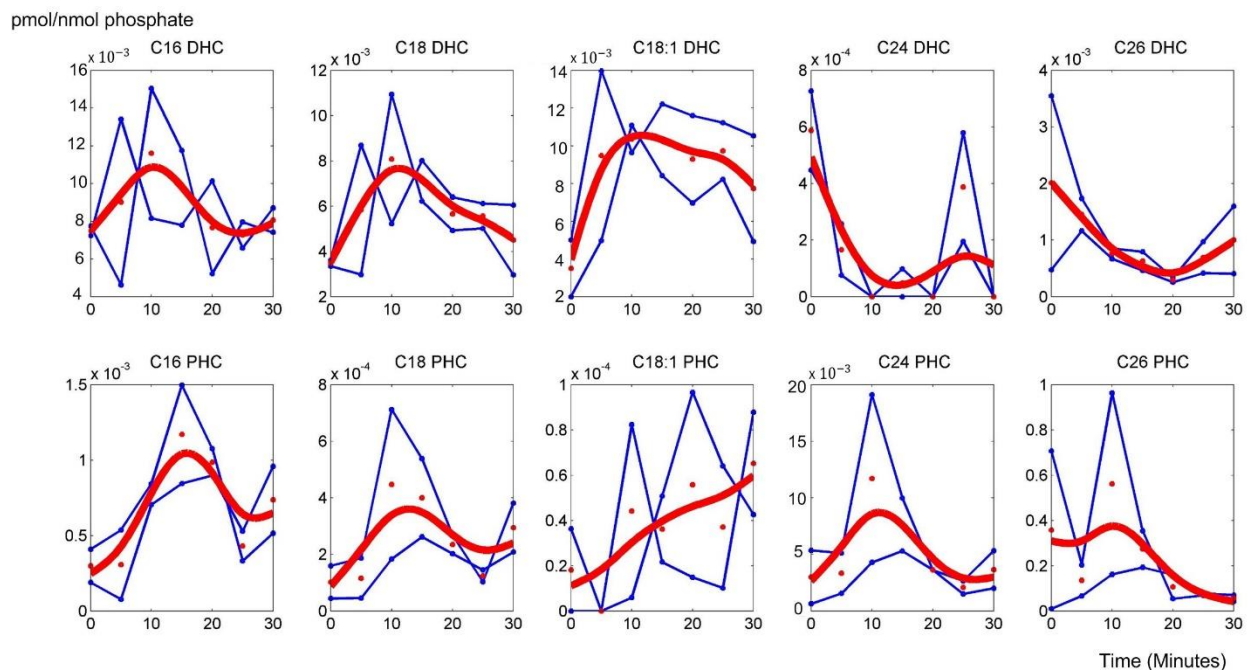 pmol/nmol phosphate
C16 DHC
C18 DHC
C18:1 DHC
C24 DHC
C26 DHC
x 10⁻³
16
14
12
10
8
6
4
0 10 20 30
x 10⁻³
12
10
8
6
4
2
0 10 20 30
x 10⁻³
14
12
10
8
6
4
2
0 10 20 30
x 10⁻⁴
8
6
4
2
0
0 10 20 30
x 10⁻³
4
3
2
1
0
0 10 20 30
C16 PHC
C18 PHC
C18:1 PHC
C24 PHC
C26 PHC
x 10⁻³
1.5
1
0.5
0
0 10 20 30
x 10⁻⁴
8
6
4
2
0
0 10 20 30
x 10⁻⁴
1
0.8
0.6
0.4
0.2
0
0 10 20 30
x 10⁻³
20
15
10
5
0
0 10 20 30
1
0.8
0.6
0.4
0.2
0
0 10 20 30
Time (Minutes)